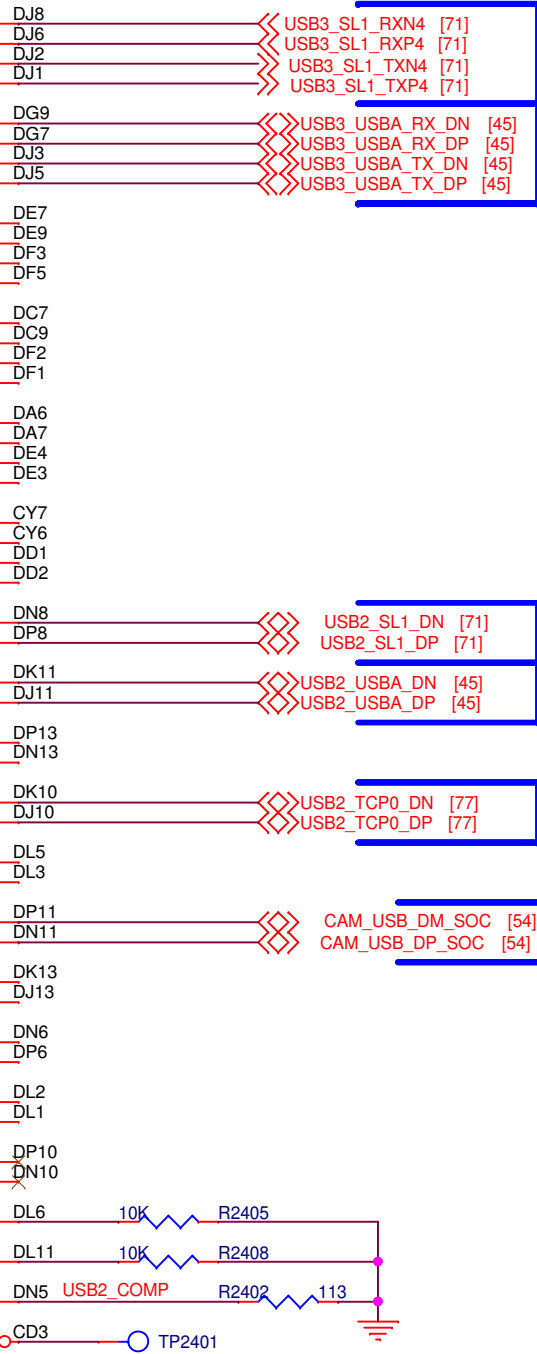 DJ8 USB3_SL1_RXN4 [71]
DJ6 USB3_SL1_RXP4 [71]
DJ2 USB3_SL1_TXN4 [71]
DJ1 USB3_SL1_TXP4 [71]
DG9 USB3_USBA_RX_DN [45]
DG7 USB3_USBA_RX_DP [45]
DJ3 USB3_USBA_TX_DN [45]
DJ5 USB3_USBA_TX_DP [45]
DE7
DE9
DF3
DF5
DC7
DC9
DF2
DF1
DA6
DA7
DE4
DE3
CY7
CY6
DD1
DD2
DN8 USB2_SL1_DN [71]
DP8 USB2_SL1_DP [71]
DK11 USB2_USBA_DN [45]
DJ11 USB2_USBA_DP [45]
DP13
DN13
DK10 USB2_TCP0_DN [77]
DJ10 USB2_TCP0_DP [77]
DL5
DL3
DP11 CAM_USB_DM_SOC [54]
DN11 CAM_USB_DP_SOC [54]
DK13
DJ13
DN6
DP6
DL2
DL1
DP10
DN10
DL6 10K R2405
DL11 10K R2408
DN5 USB2_COMP R2402 113
CD3 TP2401